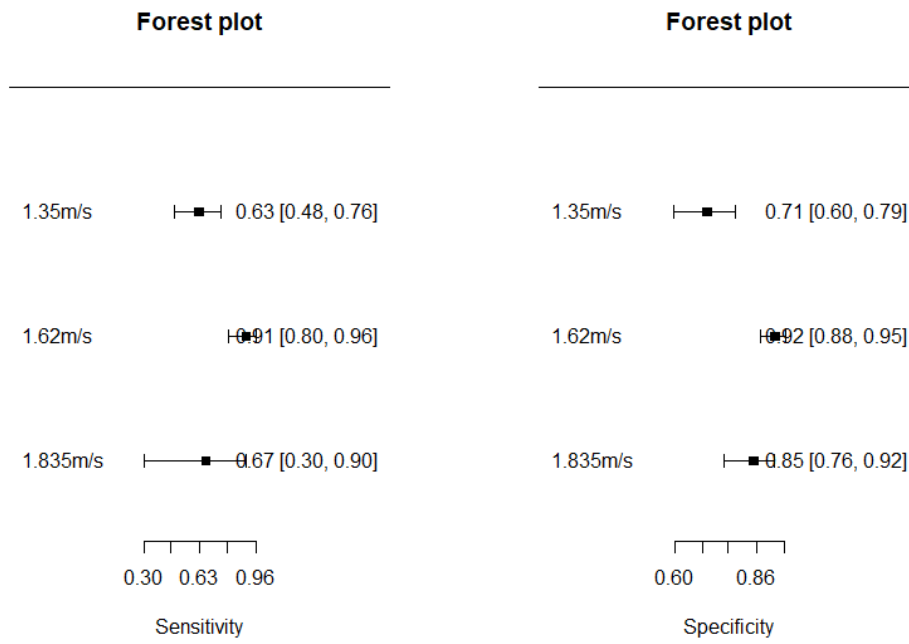 Forest plot
1.35m/s 0.63 [0.48, 0.76]
1.62m/s 0.91 [0.80, 0.96]
1.835m/s 0.67 [0.30, 0.90]
0.30 0.63 0.96
Sensitivity
Forest plot
1.35m/s 0.71 [0.60, 0.79]
1.62m/s 0.92 [0.88, 0.95]
1.835m/s 0.85 [0.76, 0.92]
0.60 0.86
Specificity